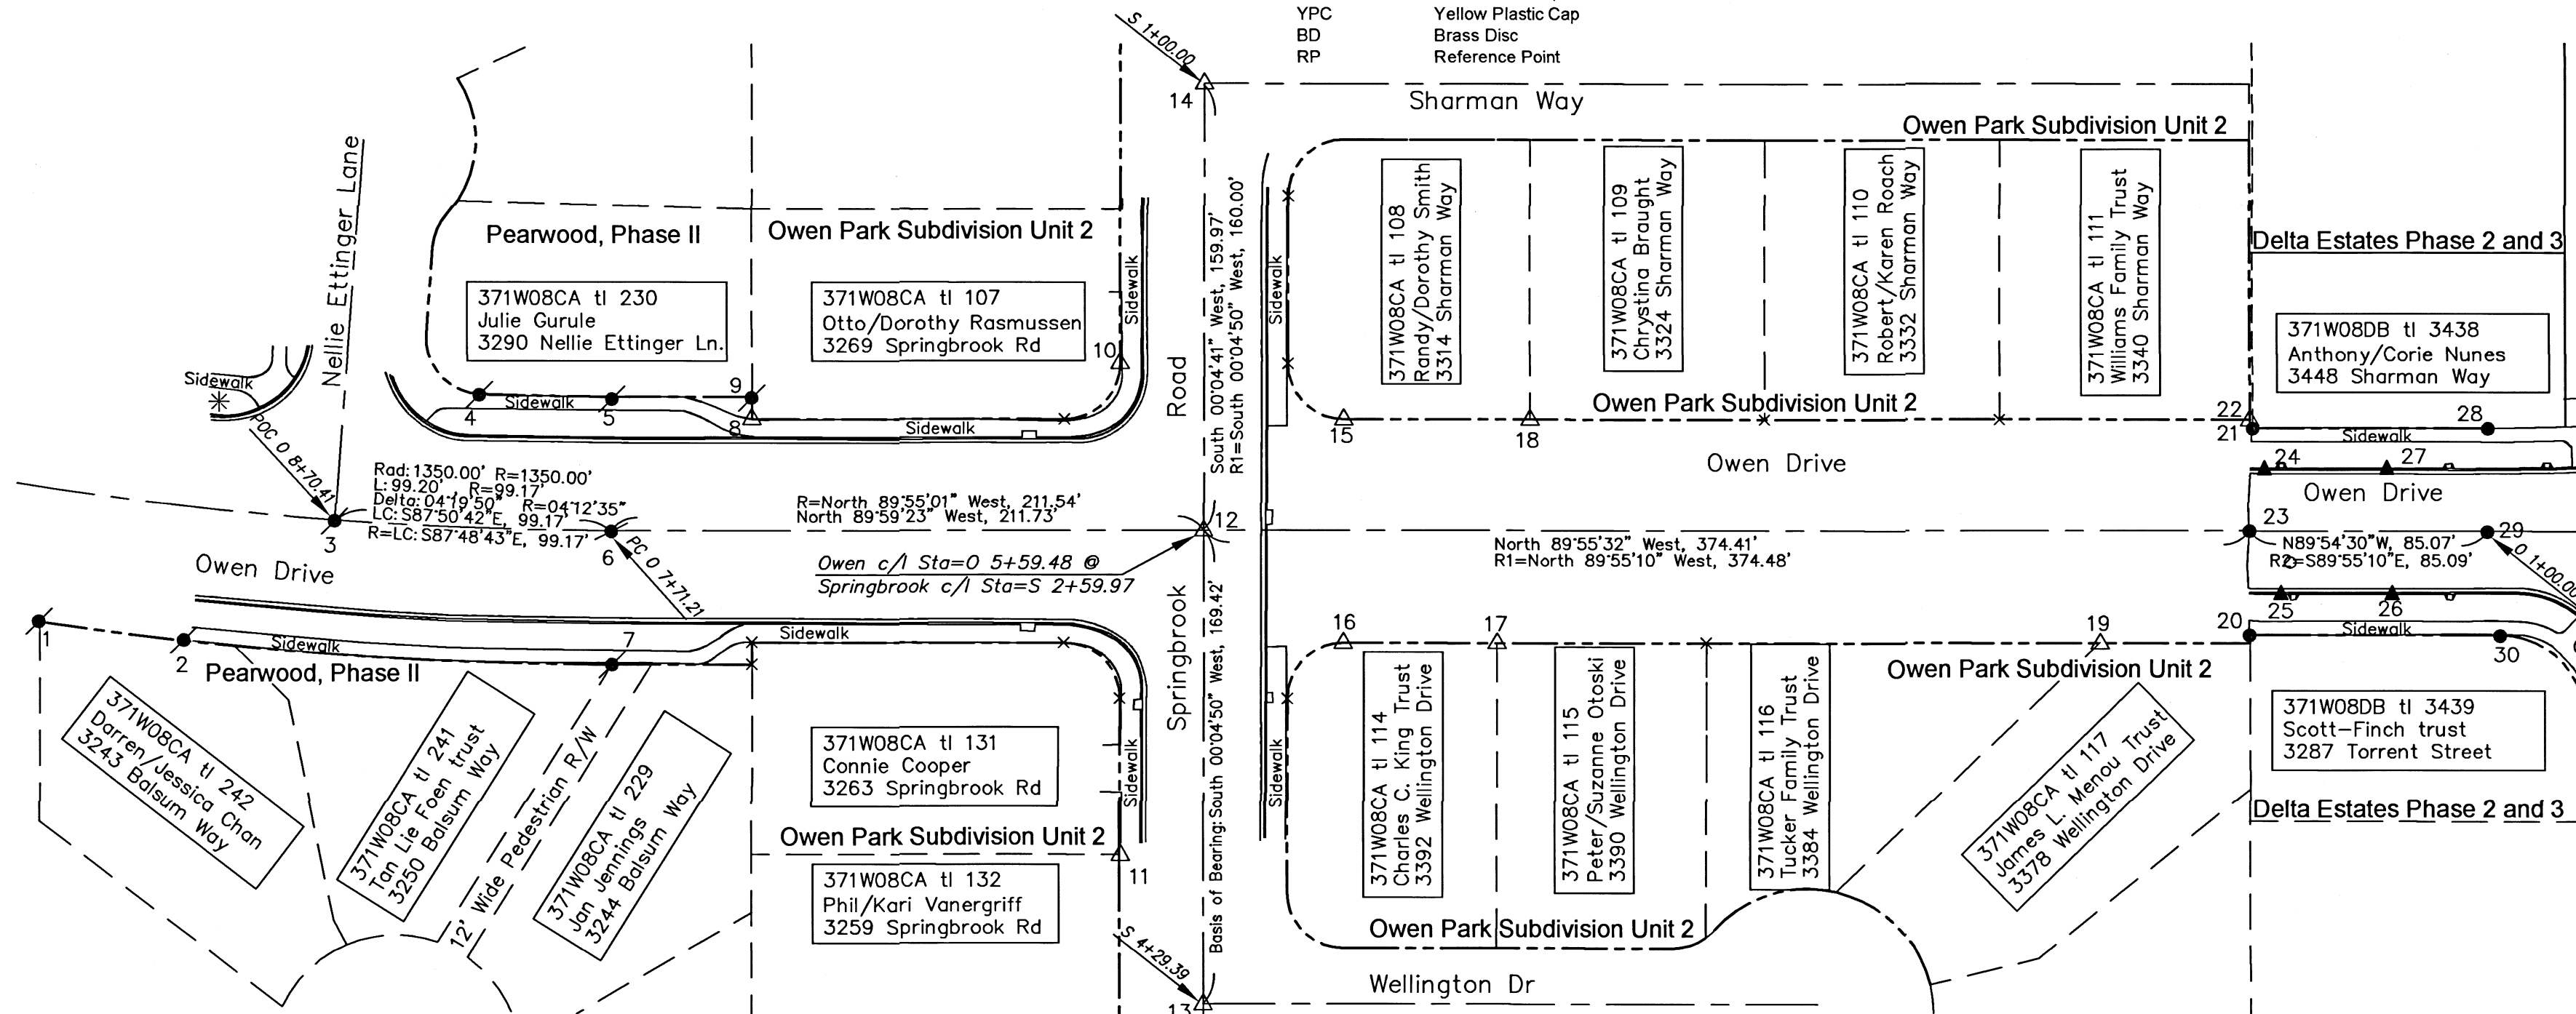 YPC Yellow Plastic Cap
BD Brass Disc
RP Reference Point
S 1+00.00
14
Sharman Way
Owen Park Subdivision Unit 2
Nellie Ettinger Lane
Pearwood, Phase II
Owen Park Subdivision Unit 2
371W08CA tl 230
Julie Gurule
3290 Nellie Ettinger Ln.
371W08CA tl 107
Otto/Dorothy Rasmussen
3269 Springbrook Rd
Sidewalk
10
Road
South 00°04'41" West, 159.97'
R1=South 00°04'50" West, 160.00'
Sidewalk
371W08CA tl 108
Randy/Dorothy Smith
3314 Sharman Way
371W08CA tl 109
Chrystina Braught
3324 Sharman Way
371W08CA tl 110
Robert/Karen Roach
3332 Sharman Way
371W08CA tl 111
Williams Family Trust
3340 Sharman Way
Delta Estates Phase 2 and 3
371W08DB tl 3438
Anthony/Corie Nunes
3448 Sharman Way
Sidewalk
4
Sidewalk
5
9
8
Sidewalk
15
18
Owen Park Subdivision Unit 2
22
21
28
Sidewalk
24
27
Owen Drive
Owen Drive
POC O 8+70.41
3
Rad: 1350.00' R=1350.00'
L: 99.20' R=99.17'
Delta: 04°19'50" R=04°12'35"
LC: S87°50'42"E, 99.17'
R=LC: S87°48'43"E, 99.17'
6
PC O 7+71.21
R=North 89°55'01" West, 211.54'
North 89°59'23" West, 211.73'
12
Owen c/l Sta=O 5+59.48 @
Springbrook c/l Sta=S 2+59.97
North 89°55'32" West, 374.41'
R1=North 89°55'10" West, 374.48'
23
29
N89°54'30"W, 85.07'
R2=S89°55'10"E, 85.09'
O 1+00.00
Owen Drive
25
26
1
2
Sidewalk
7
Sidewalk
Pearwood, Phase II
16
17
19
20
Sidewalk
30
Owen Park Subdivision Unit 2
371W08CA tl 242
Darren/Jessica Chan
3243 Balsum Way
371W08CA tl 241
Tan Lie Foen trust
3250 Balsum Way
12' Wide Pedestrian R/W
371W08CA tl 229
Jan Jennings
3244 Balsum Way
371W08CA tl 131
Connie Cooper
3263 Springbrook Rd
Owen Park Subdivision Unit 2
371W08CA tl 132
Phil/Kari Vanergriff
3259 Springbrook Rd
Sidewalk
11
Springbrook
Basis of Bearing: South 00°04'50" West, 169.42'
Sidewalk
S 4+29.39
13
371W08CA tl 114
Charles C. King Trust
3392 Wellington Drive
371W08CA tl 115
Peter/Suzanne Otoski
3390 Wellington Drive
371W08CA tl 116
Tucker Family Trust
3384 Wellington Drive
371W08CA tl 117
James L. Menou Trust
3378 Wellington Drive
371W08DB tl 3439
Scott-Finch trust
3287 Torrent Street
Delta Estates Phase 2 and 3
Owen Park Subdivision Unit 2
Wellington Dr